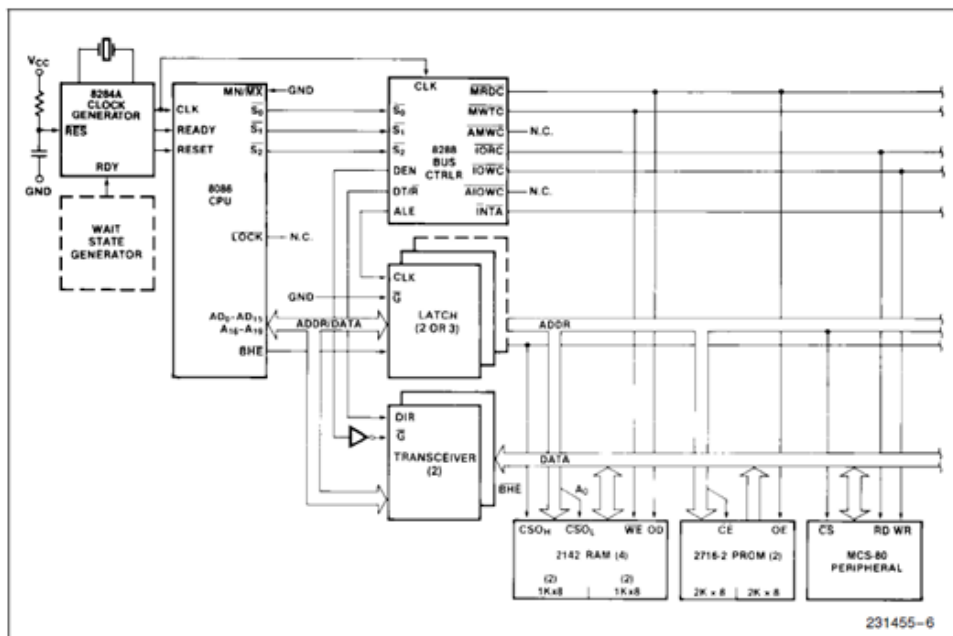 VCC
8284A
CLOCK
GENERATOR
RES
RDY
GND
WAIT
STATE
GENERATOR
MN/MX
GND
CLK
READY
RESET
S0
S1
S2
8086
CPU
LOCK
N.C.
AD0-AD15
A16-A19
BHE
ADDR/DATA
CLK
S0
S1
S2
DEN
DT/R
ALE
8288
BUS
CTRLR
MRDC
MWTC
AMWC
N.C.
IORC
IOWC
AIOWC
N.C.
INTA
CLK
GND
G
LATCH
(2 OR 3)
ADDR
DIR
G
TRANSCEIVER
(2)
DATA
BHE
A0
CSOH
CSOL
WE OD
2142 RAM (4)
(2)
1K x 8
(2)
1K x 8
CE
OE
2716-2 PROM (2)
2K × 8
2K × 8
CS
RD WR
MCS-80
PERIPHERAL
231455-6